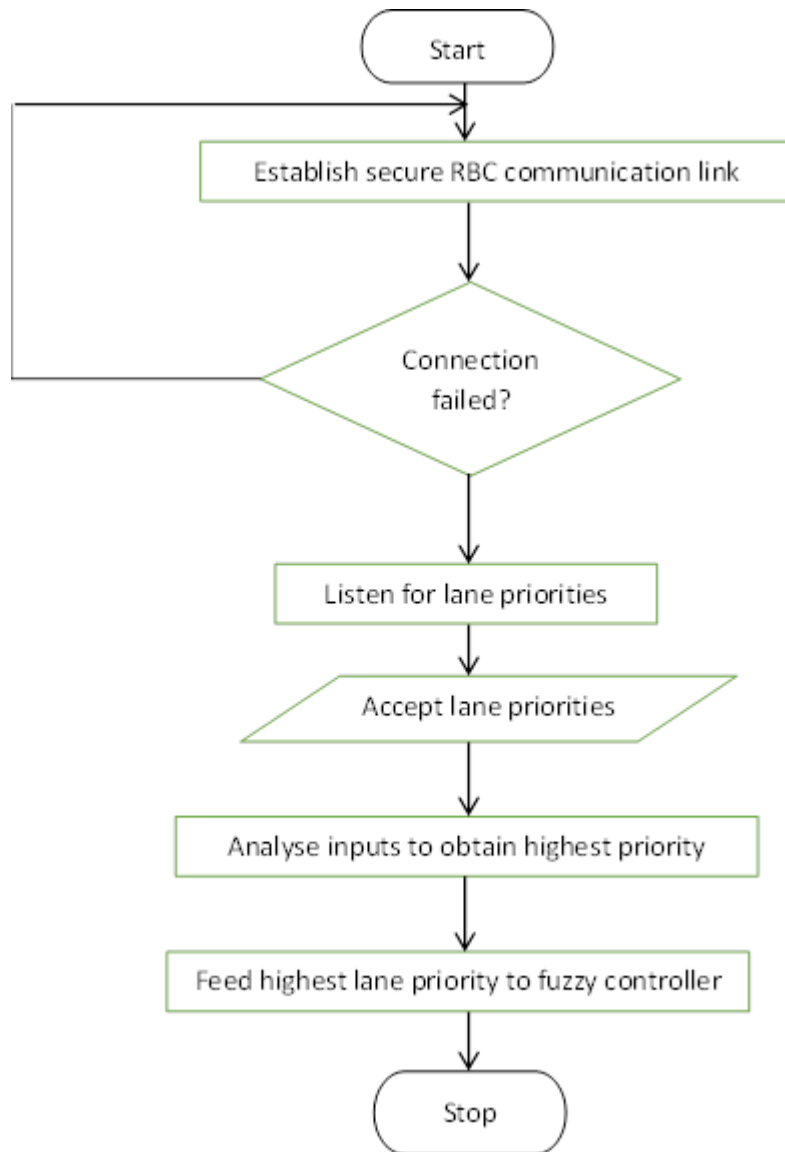 Start
Establish secure RBC communication link
Connection
failed?
Listen for lane priorities
Accept lane priorities
Analyse inputs to obtain highest priority
Feed highest lane priority to fuzzy controller
Stop